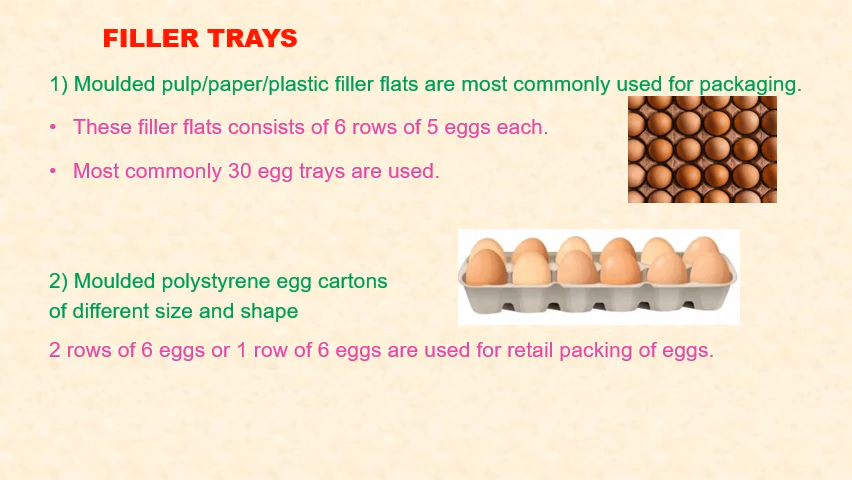 FILLER TRAYS
1) Moulded pulp/paper/plastic filler flats are most commonly used for packaging.
• These filler flats consists of 6 rows of 5 eggs each.
• Most commonly 30 egg trays are used.
2) Moulded polystyrene egg cartons
of different size and shape
2 rows of 6 eggs or 1 row of 6 eggs are used for retail packing of eggs.